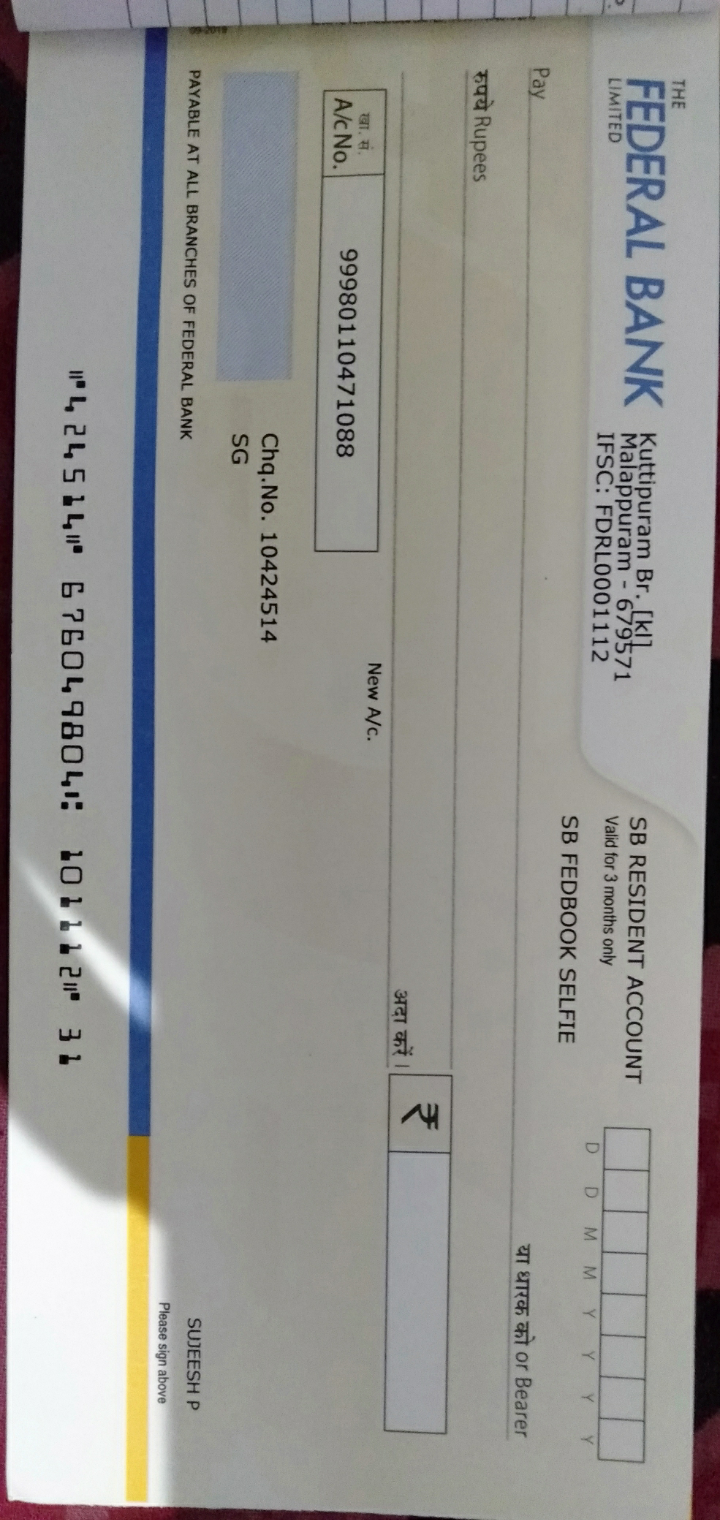 THE
FEDERAL BANK
LIMITED
Kuttipuram Br. [kl]
Malappuram - 679571
IFSC: FDRL0001112
SB RESIDENT ACCOUNT
Valid for 3 months only
SB FEDBOOK SELFIE
D D M M Y Y Y Y
Pay
या धारक को or Bearer
रुपये Rupees
अदा करें।
₹
खा. सं.
A/c No.
99980110471088
New A/c.
Chq.No. 10424514
SG
SUJEESH P
Please sign above
PAYABLE AT ALL BRANCHES OF FEDERAL BANK
09-2019
⑈424514⑈ 676049804⑆ 101112⑈ 31